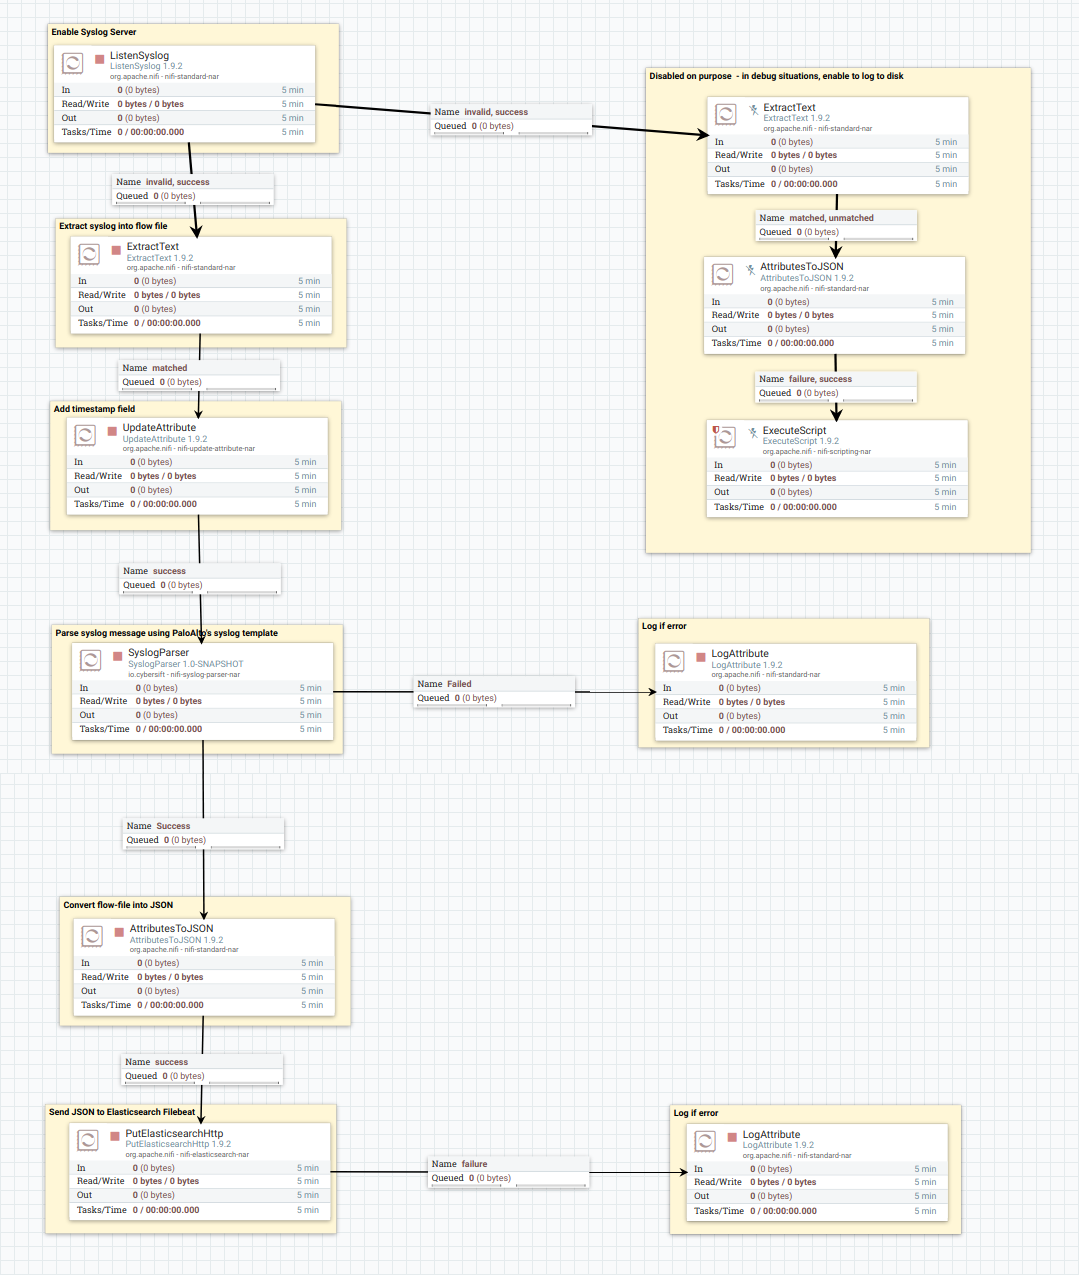 Enable Syslog Server
ListenSyslog
ListenSyslog 1.9.2
org.apache.nifi - nifi-standard-nar
In 0 (0 bytes) 5 min
Read/Write 0 bytes / 0 bytes 5 min
Out 0 (0 bytes) 5 min
Tasks/Time 0 / 00:00:00.000 5 min
Name invalid, success
Queued 0 (0 bytes)
Disabled on purpose - in debug situations, enable to log to disk
ExtractText
ExtractText 1.9.2
org.apache.nifi - nifi-standard-nar
In 0 (0 bytes) 5 min
Read/Write 0 bytes / 0 bytes 5 min
Out 0 (0 bytes) 5 min
Tasks/Time 0 / 00:00:00.000 5 min
Name matched, unmatched
Queued 0 (0 bytes)
AttributesToJSON
AttributesToJSON 1.9.2
org.apache.nifi - nifi-standard-nar
In 0 (0 bytes) 5 min
Read/Write 0 bytes / 0 bytes 5 min
Out 0 (0 bytes) 5 min
Tasks/Time 0 / 00:00:00.000 5 min
Name failure, success
Queued 0 (0 bytes)
ExecuteScript
ExecuteScript 1.9.2
org.apache.nifi - nifi-scripting-nar
In 0 (0 bytes) 5 min
Read/Write 0 bytes / 0 bytes 5 min
Out 0 (0 bytes) 5 min
Tasks/Time 0 / 00:00:00.000 5 min
Name invalid, success
Queued 0 (0 bytes)
Extract syslog into flow file
ExtractText
ExtractText 1.9.2
org.apache.nifi - nifi-standard-nar
In 0 (0 bytes) 5 min
Read/Write 0 bytes / 0 bytes 5 min
Out 0 (0 bytes) 5 min
Tasks/Time 0 / 00:00:00.000 5 min
Name matched
Queued 0 (0 bytes)
Add timestamp field
UpdateAttribute
UpdateAttribute 1.9.2
org.apache.nifi - nifi-update-attribute-nar
In 0 (0 bytes) 5 min
Read/Write 0 bytes / 0 bytes 5 min
Out 0 (0 bytes) 5 min
Tasks/Time 0 / 00:00:00.000 5 min
Name success
Queued 0 (0 bytes)
Parse syslog message using PaloAlto's syslog template
SyslogParser
SyslogParser 1.0-SNAPSHOT
io.cybersift - nifi-syslog-parser-nar
In 0 (0 bytes) 5 min
Read/Write 0 bytes / 0 bytes 5 min
Out 0 (0 bytes) 5 min
Tasks/Time 0 / 00:00:00.000 5 min
Name Failed
Queued 0 (0 bytes)
Log if error
LogAttribute
LogAttribute 1.9.2
org.apache.nifi - nifi-standard-nar
In 0 (0 bytes) 5 min
Read/Write 0 bytes / 0 bytes 5 min
Out 0 (0 bytes) 5 min
Tasks/Time 0 / 00:00:00.000 5 min
Name Success
Queued 0 (0 bytes)
Convert flow-file into JSON
AttributesToJSON
AttributesToJSON 1.9.2
org.apache.nifi - nifi-standard-nar
In 0 (0 bytes) 5 min
Read/Write 0 bytes / 0 bytes 5 min
Out 0 (0 bytes) 5 min
Tasks/Time 0 / 00:00:00.000 5 min
Name success
Queued 0 (0 bytes)
Send JSON to Elasticsearch Filebeat
PutElasticsearchHttp
PutElasticsearchHttp 1.9.2
org.apache.nifi - nifi-elasticsearch-nar
In 0 (0 bytes) 5 min
Read/Write 0 bytes / 0 bytes 5 min
Out 0 (0 bytes) 5 min
Tasks/Time 0 / 00:00:00.000 5 min
Name failure
Queued 0 (0 bytes)
Log if error
LogAttribute
LogAttribute 1.9.2
org.apache.nifi - nifi-standard-nar
In 0 (0 bytes) 5 min
Read/Write 0 bytes / 0 bytes 5 min
Out 0 (0 bytes) 5 min
Tasks/Time 0 / 00:00:00.000 5 min